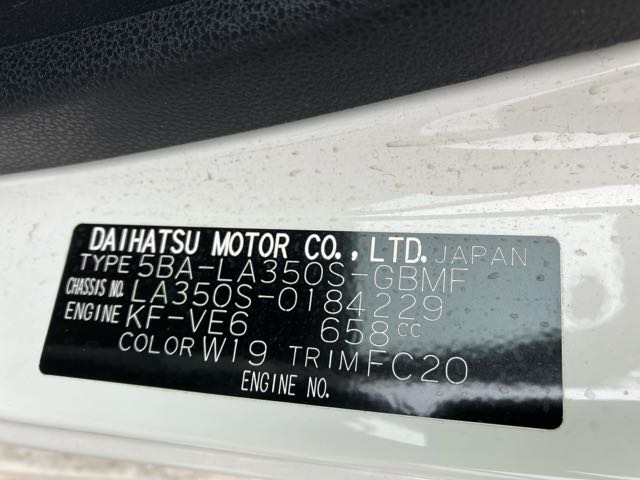 DAIHATSU MOTOR CO., LTD. JAPAN
TYPE 5BA-LA350S-GBMF
CHASSIS NO. LA350S-0184229
ENGINE KF-VE6 658CC
COLOR W19 TRIM FC20
ENGINE NO.